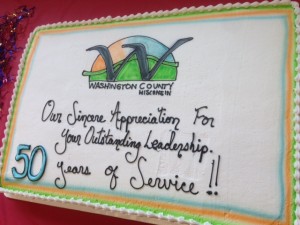 W
WASHINGTON COUNTY
WISCONSIN
Our Sincere Appreciation For
Your Outstanding Leadership.
50 years of Service !!